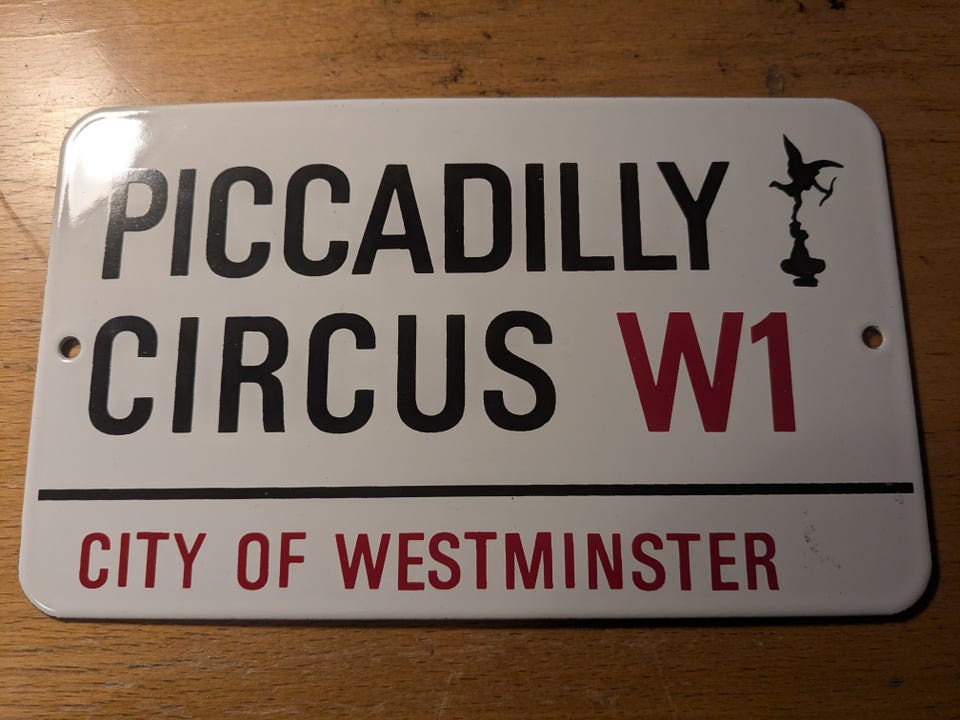 PICCADILLY
CIRCUS W1
CITY OF WESTMINSTER